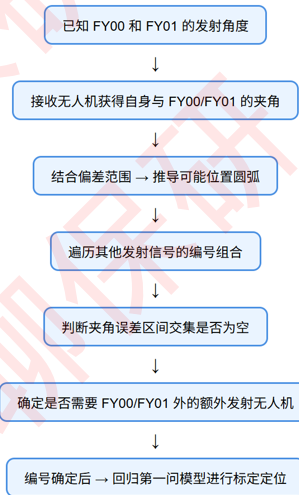 已知 FY00 和 FY01 的发射角度
↓
接收无人机获得自身与 FY00/FY01 的夹角
↓
结合偏差范围 → 推导可能位置圆弧
↓
遍历其他发射信号的编号组合
↓
判断夹角误差区间交集是否为空
↓
确定是否需要 FY00/FY01 外的额外发射无人机
↓
编号确定后 → 回归第一问模型进行标定定位
聊保研